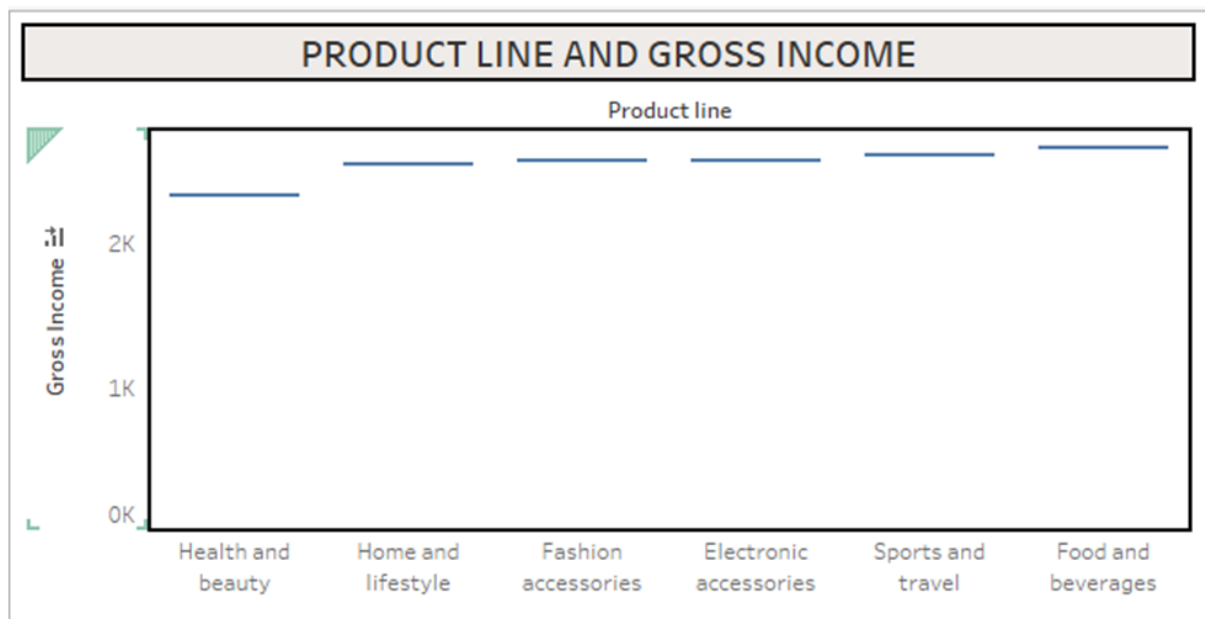 PRODUCT LINE AND GROSS INCOME
Product line
Gross Income
2K
1K
0K
Health and
beauty
Home and
lifestyle
Fashion
accessories
Electronic
accessories
Sports and
travel
Food and
beverages